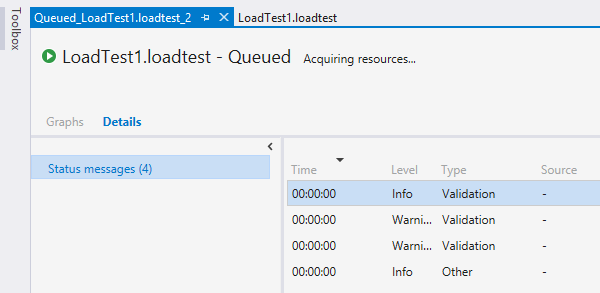 Toolbox
Queued_LoadTest1.loadtest_2 LoadTest1.loadtest
LoadTest1.loadtest - Queued Acquiring resources...
Graphs Details
Status messages (4)
Time Level Type Source
00:00:00 Info Validation -
00:00:00 Warni... Validation -
00:00:00 Warni... Validation -
00:00:00 Info Other -